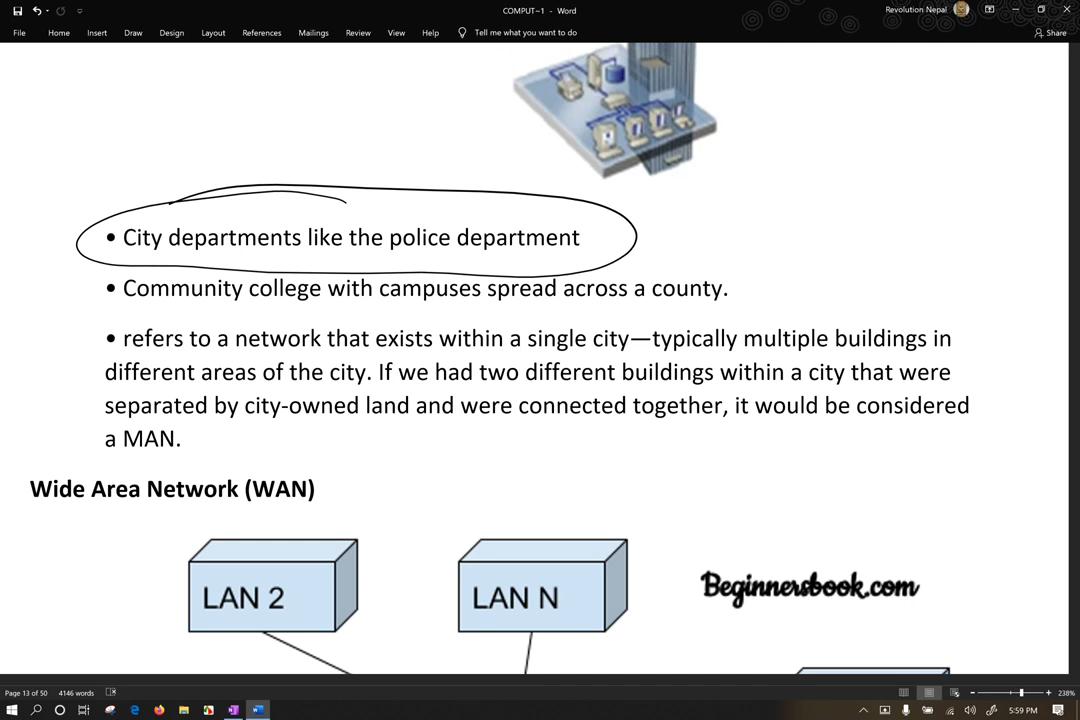 COMPUT~1 - Word
Revolution Nepal
File Home Insert Draw Design Layout References Mailings Review View Help Tell me what you want to do Share
• City departments like the police department
• Community college with campuses spread across a county.
• refers to a network that exists within a single city—typically multiple buildings in
different areas of the city. If we had two different buildings within a city that were
separated by city-owned land and were connected together, it would be considered
a MAN.
Wide Area Network (WAN)
LAN 2
LAN N
Beginnersbook.com
Page 13 of 50 4146 words
238%
5:59 PM